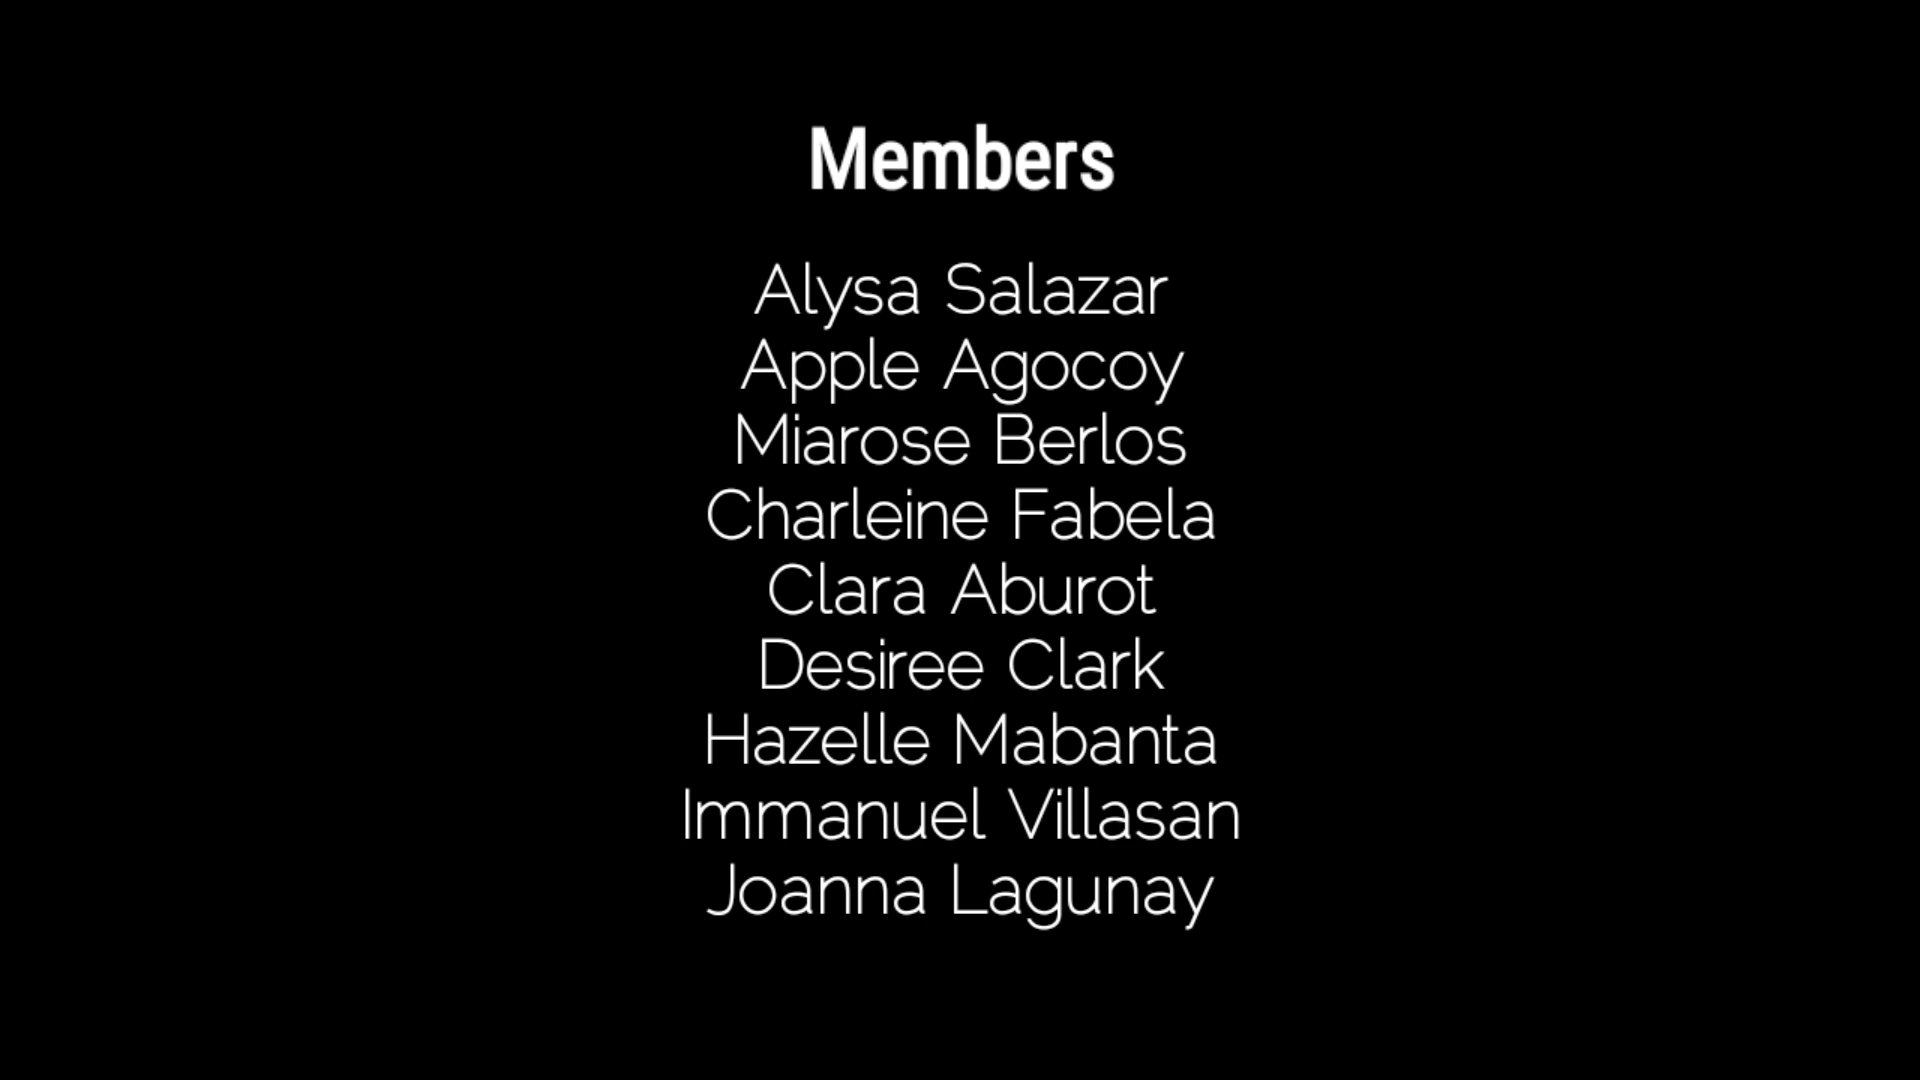 Members
Alysa Salazar
Apple Agocoy
Miarose Berlos
Charleine Fabela
Clara Aburot
Desiree Clark
Hazelle Mabanta
Immanuel Villasan
Joanna Lagunay